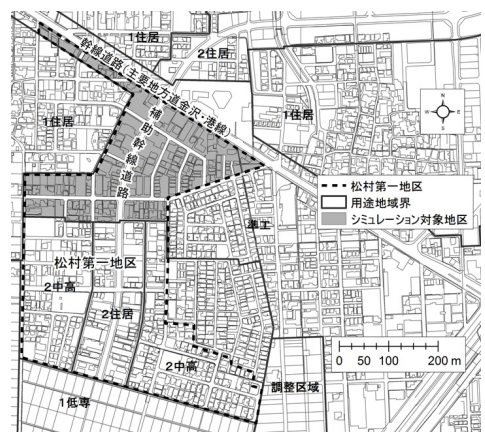 1住居
2住居
幹線道路(主要地方道金沢・港線)
1住居
1住居
補助幹線道路
N
W
E
S
松村第一地区
用途地域界
シミュレーション対象地区
準工
松村第一地区
2中高
2住居
2中高
調整区域
1低専
0 50 100 200 m